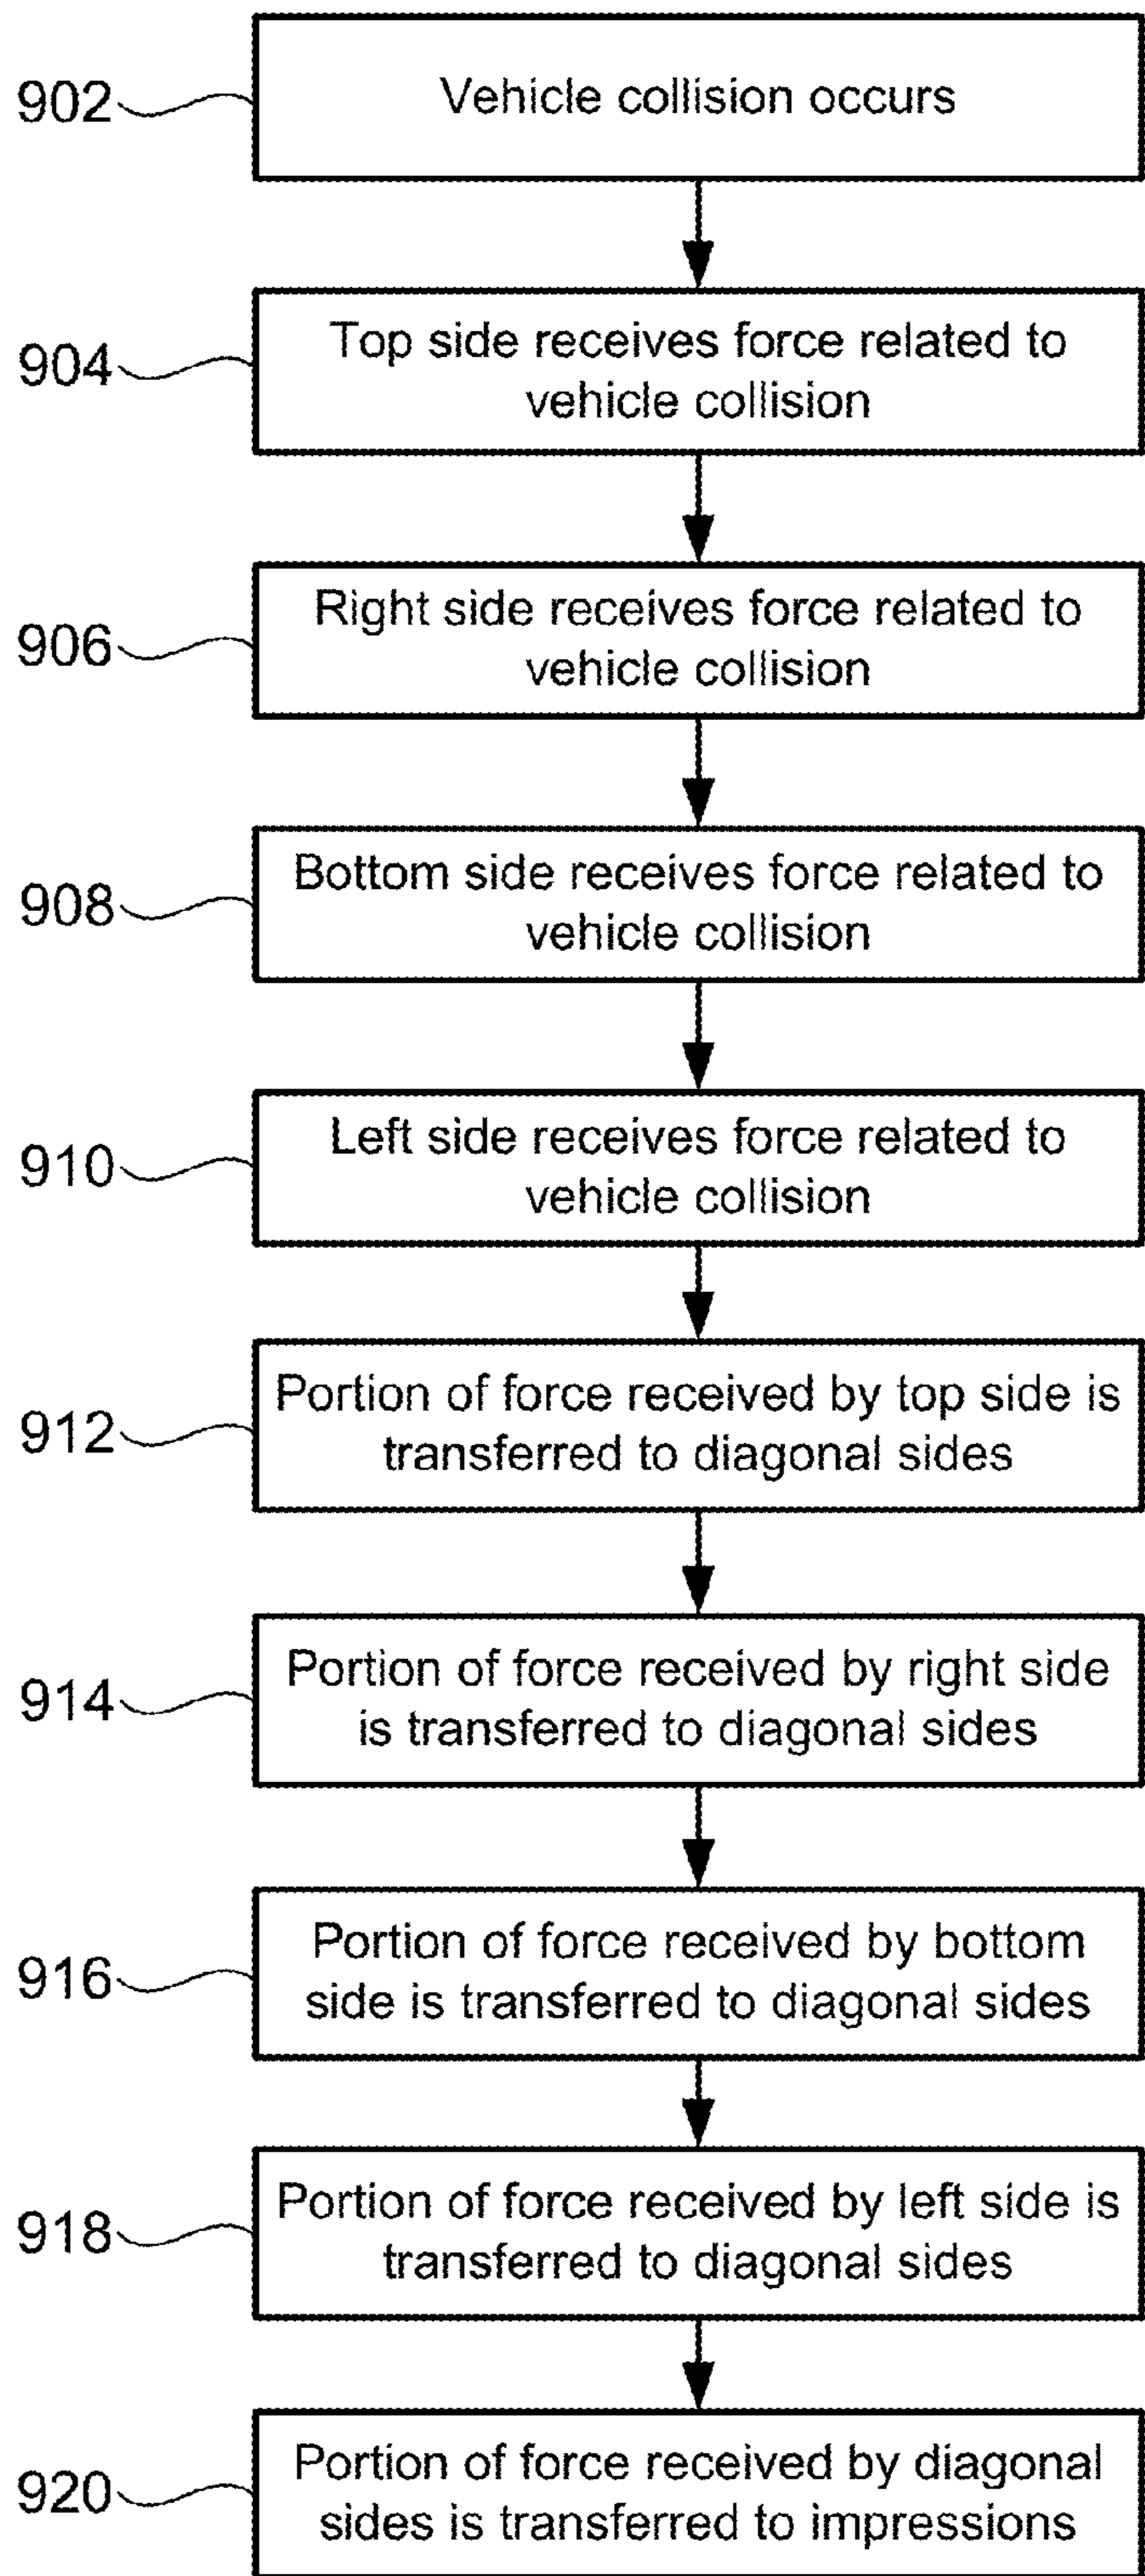 902
Vehicle collision occurs
904
Top side receives force related to
vehicle collision
906
Right side receives force related to
vehicle collision
908
Bottom side receives force related to
vehicle collision
910
Left side receives force related to
vehicle collision
912
Portion of force received by top side is
transferred to diagonal sides
914
Portion of force received by right side
is transferred to diagonal sides
916
Portion of force received by bottom
side is transferred to diagonal sides
918
Portion of force received by left side is
transferred to diagonal sides
920
Portion of force received by diagonal
sides is transferred to impressions